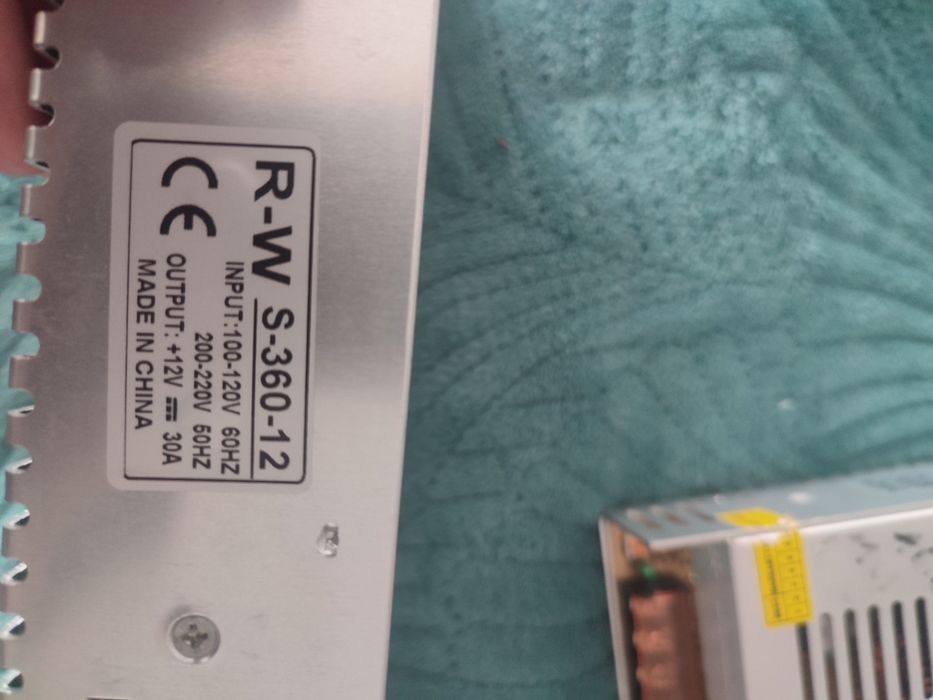 R-W S-360-12
INPUT:100-120V 60HZ
200-220V 50HZ
CE OUTPUT: +12V ⎓ 30A
MADE IN CHINA